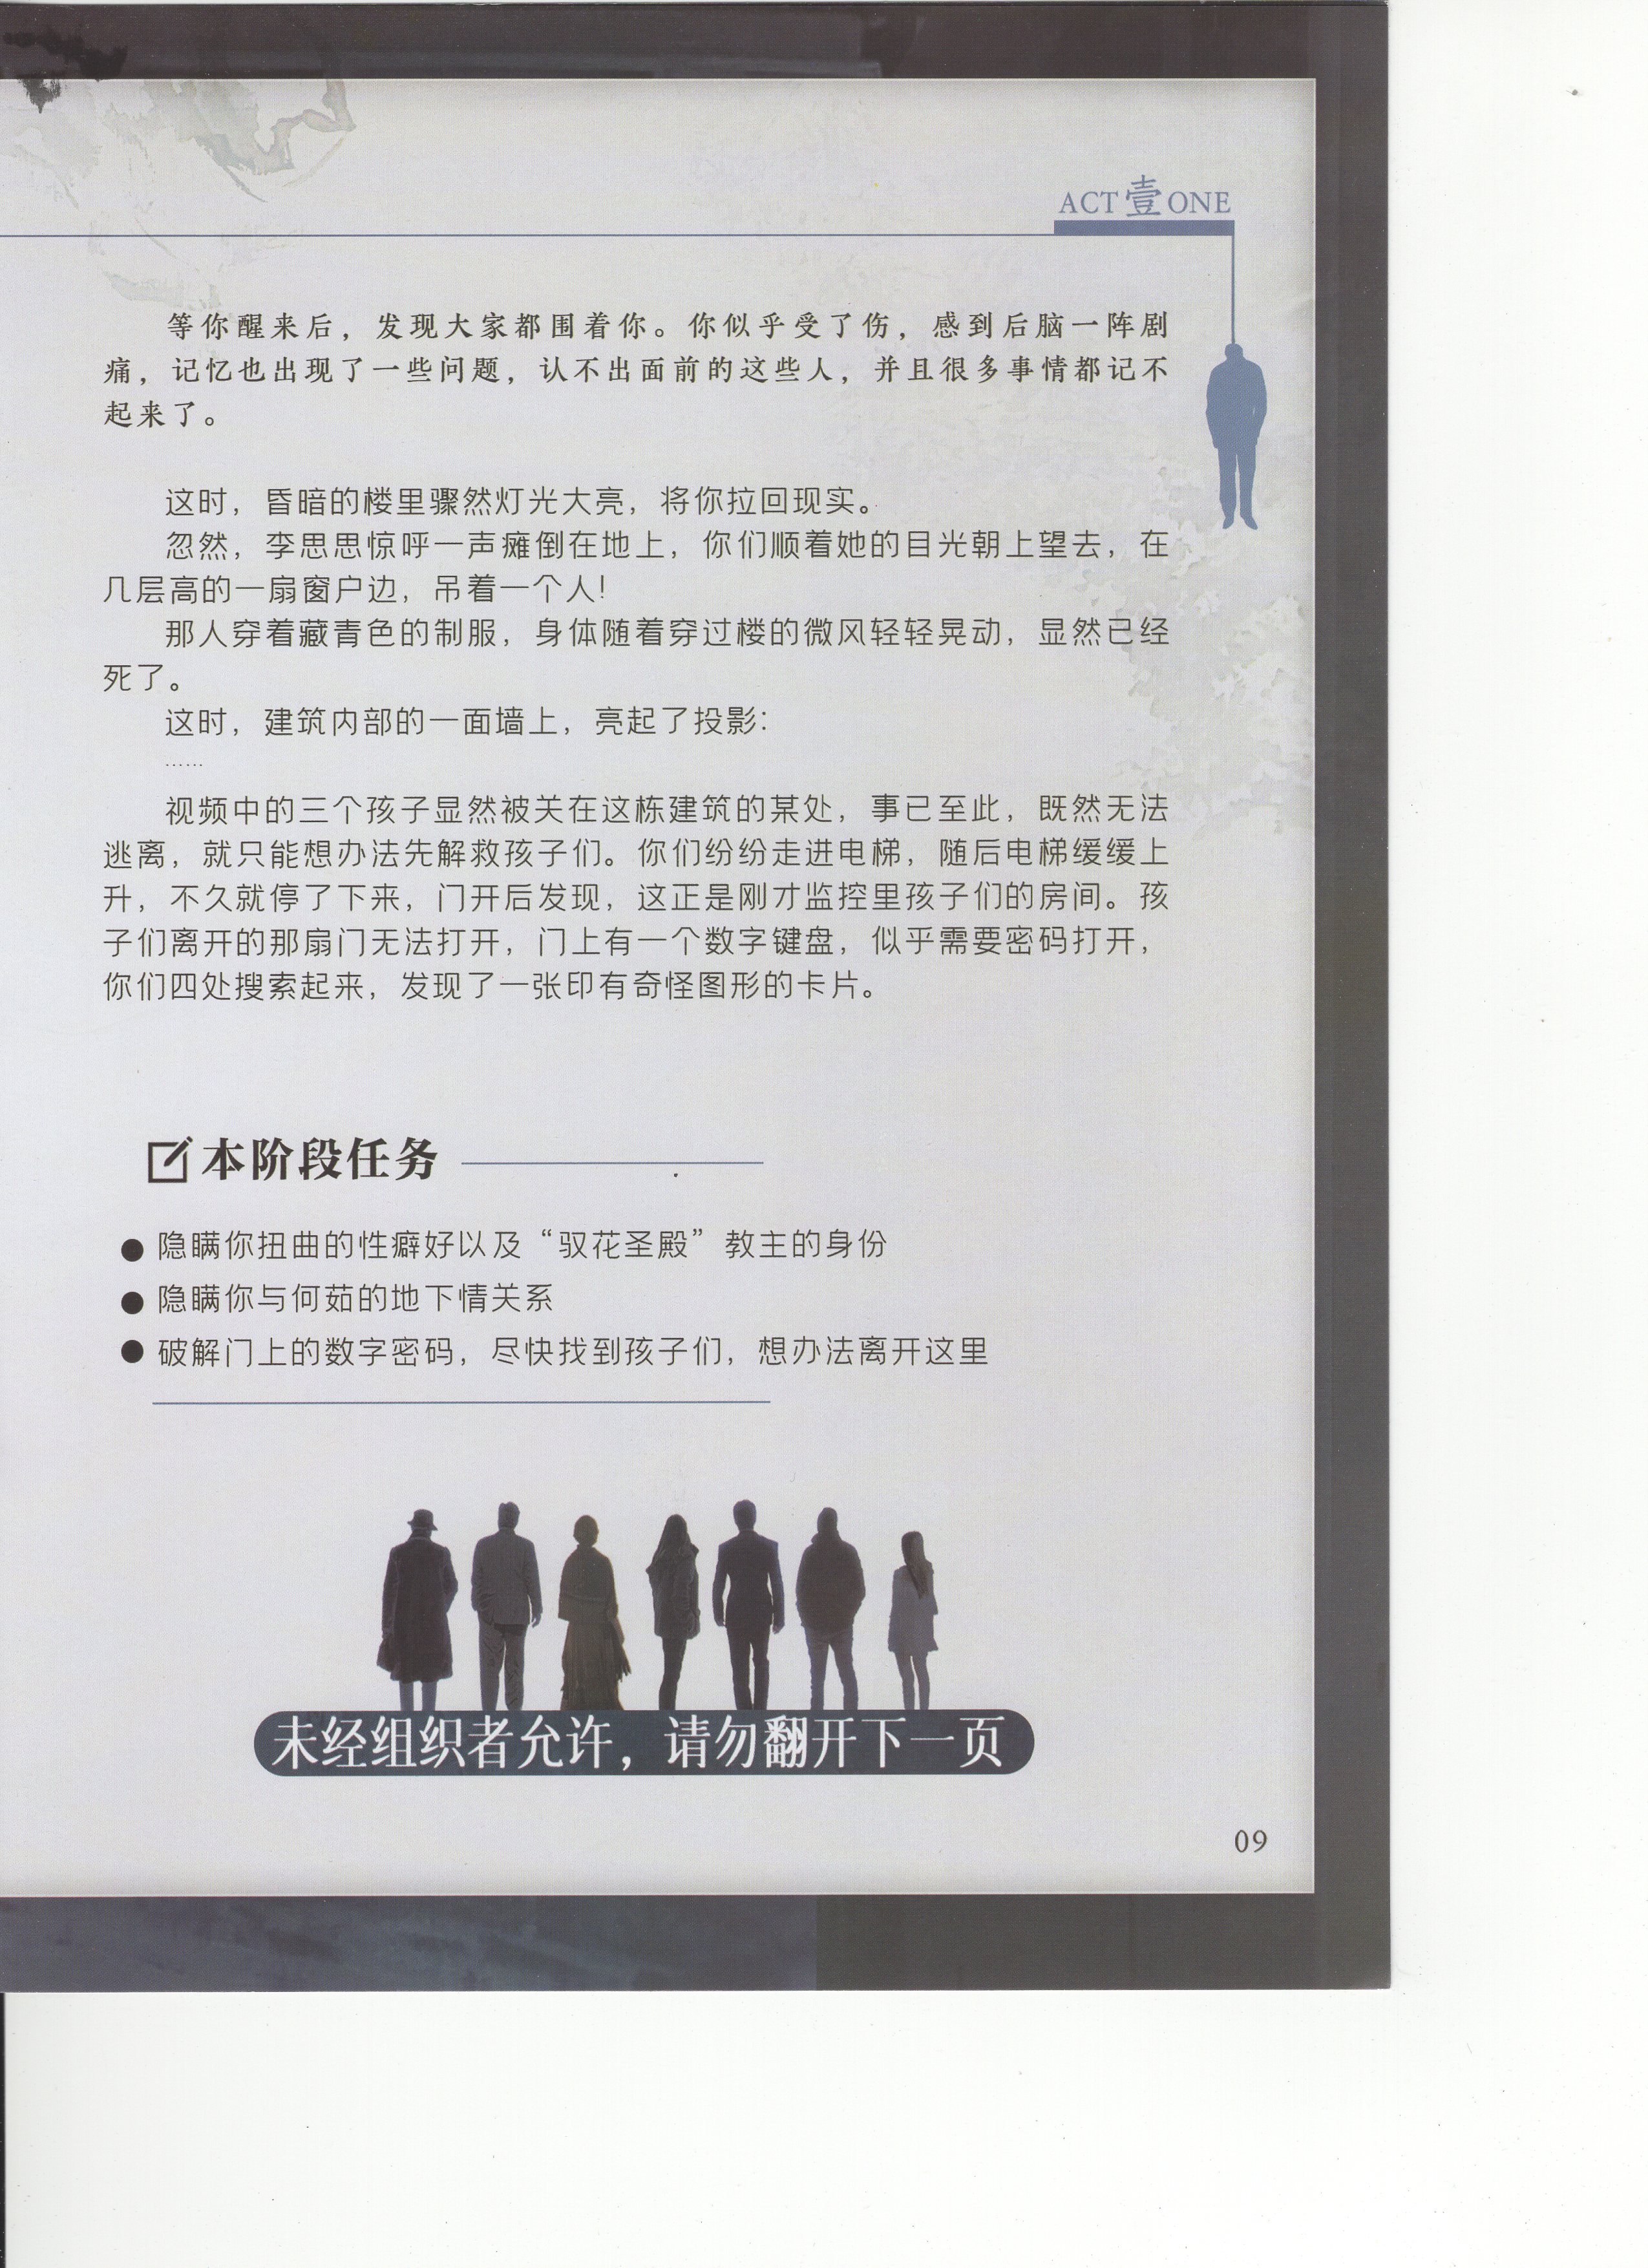 ACT壹ONE
等你醒来后，发现大家都围着你。你似乎受了伤，感到后脑一阵剧
痛，记忆也出现了一些问题，认不出面前的这些人，并且很多事情都记不
起来了。
这时，昏暗的楼里骤然灯光大亮，将你拉回现实。
忽然，李思思惊呼一声瘫倒在地上，你们顺着她的目光朝上望去，在
几层高的一扇窗户边，吊着一个人！
那人穿着藏青色的制服，身体随着穿过楼的微风轻轻晃动，显然已经
死了。
这时，建筑内部的一面墙上，亮起了投影：
……
视频中的三个孩子显然被关在这栋建筑的某处，事已至此，既然无法
逃离，就只能想办法先解救孩子们。你们纷纷走进电梯，随后电梯缓缓上
升，不久就停了下来，门开后发现，这正是刚才监控里孩子们的房间。孩
子们离开的那扇门无法打开，门上有一个数字键盘，似乎需要密码打开，
你们四处搜索起来，发现了一张印有奇怪图形的卡片。
本阶段任务
● 隐瞒你扭曲的性癖好以及“驭花圣殿”教主的身份
● 隐瞒你与何茹的地下情关系
● 破解门上的数字密码，尽快找到孩子们，想办法离开这里
未经组织者允许，请勿翻开下一页
09